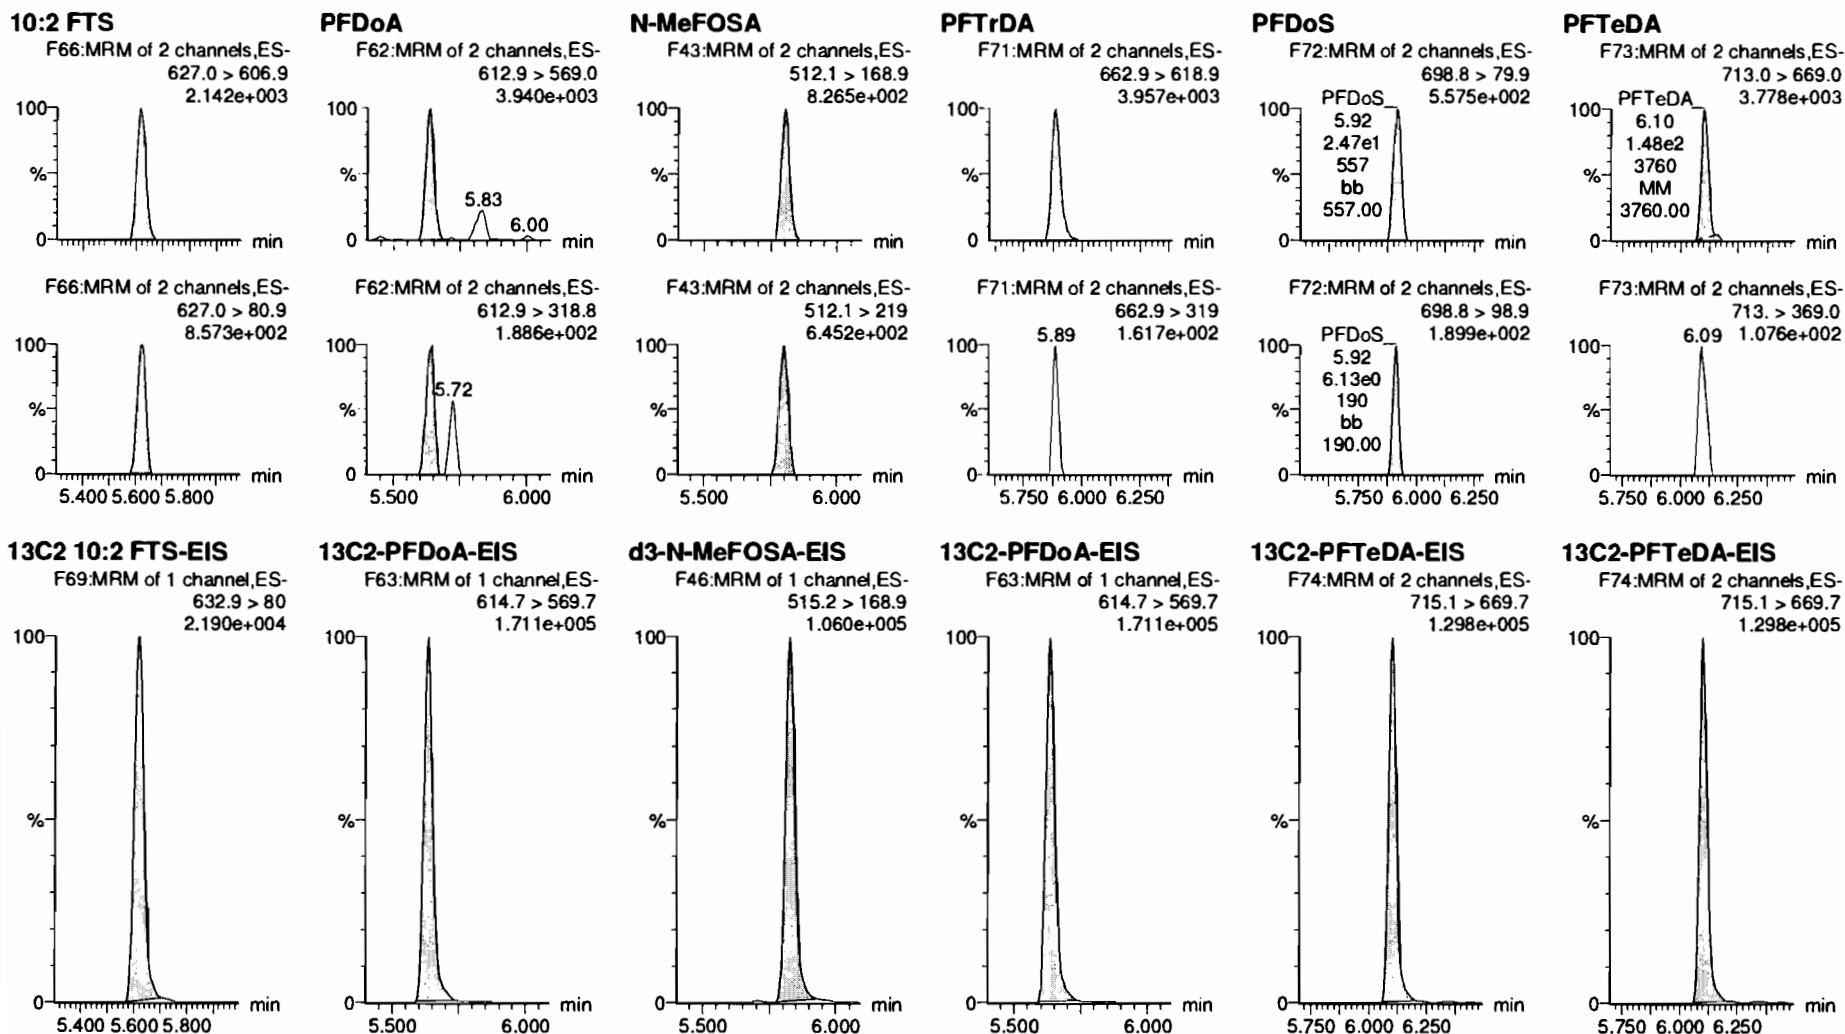 10:2 FTS
F66:MRM of 2 channels,ES-
627.0 > 606.9
2.142e+003
100
%
0
min
PFDoA
F62:MRM of 2 channels,ES-
612.9 > 569.0
3.940e+003
100
%
5.83
6.00
0
min
N-MeFOSA
F43:MRM of 2 channels,ES-
512.1 > 168.9
8.265e+002
100
%
0
min
PFTrDA
F71:MRM of 2 channels,ES-
662.9 > 618.9
3.957e+003
100
%
0
min
PFDoS
F72:MRM of 2 channels,ES-
698.8 > 79.9
5.575e+002
PFDoS
5.92
2.47e1
557
bb
557.00
100
%
0
min
PFTeDA
F73:MRM of 2 channels,ES-
713.0 > 669.0
3.778e+003
PFTeDA
6.10
1.48e2
3760
MM
3760.00
100
%
0
min
F66:MRM of 2 channels,ES-
627.0 > 80.9
8.573e+002
100
%
0
min
5.400 5.600 5.800
F62:MRM of 2 channels,ES-
612.9 > 318.8
1.886e+002
100
5.72
%
0
min
5.500 6.000
F43:MRM of 2 channels,ES-
512.1 > 219
6.452e+002
100
%
0
min
5.500 6.000
F71:MRM of 2 channels,ES-
662.9 > 319
5.89 1.617e+002
100
%
0
min
5.750 6.000 6.250
F72:MRM of 2 channels,ES-
698.8 > 98.9
PFDoS 1.899e+002
5.92
6.13e0
190
bb
190.00
100
%
0
min
5.750 6.000 6.250
F73:MRM of 2 channels,ES-
713. > 369.0
6.09 1.076e+002
100
%
0
min
5.750 6.000 6.250
13C2 10:2 FTS-EIS
F69:MRM of 1 channel,ES-
632.9 > 80
2.190e+004
100
%
0
min
5.400 5.600 5.800
13C2-PFDoA-EIS
F63:MRM of 1 channel,ES-
614.7 > 569.7
1.711e+005
100
%
0
min
5.500 6.000
d3-N-MeFOSA-EIS
F46:MRM of 1 channel,ES-
515.2 > 168.9
1.060e+005
100
%
0
min
5.500 6.000
13C2-PFDoA-EIS
F63:MRM of 1 channel,ES-
614.7 > 569.7
1.711e+005
100
%
0
min
5.500 6.000
13C2-PFTeDA-EIS
F74:MRM of 2 channels,ES-
715.1 > 669.7
1.298e+005
100
%
0
min
5.750 6.000 6.250
13C2-PFTeDA-EIS
F74:MRM of 2 channels,ES-
715.1 > 669.7
1.298e+005
100
%
0
min
5.750 6.000 6.250